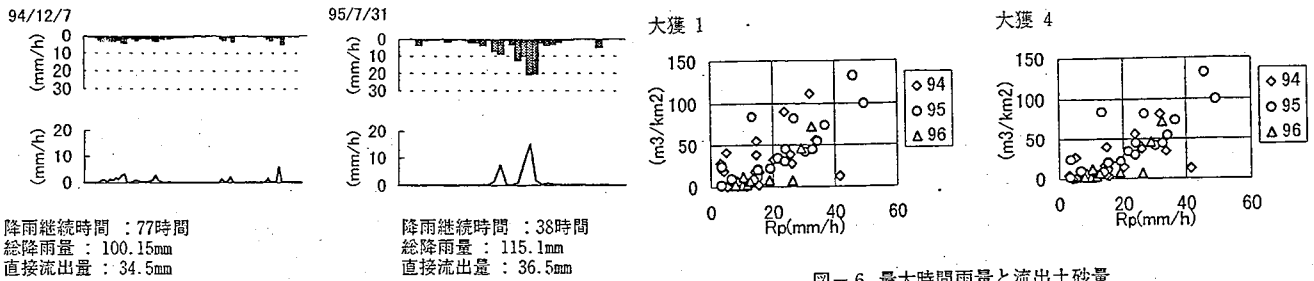 94/12/7
(mm/h)
0
10
20
30
(mm/h)
20
10
0
降雨継続時間 :77時間
総降雨量 : 100.15mm
直接流出量 : 34.5mm
95/7/31
(mm/h)
0
10
20
30
(mm/h)
20
10
0
降雨継続時間 :38時間
総降雨量 : 115.1mm
直接流出量 : 36.5mm
大獲 1
(m3/km2)
150
100
50
0
0 20 40 60
Rp(mm/h)
94
95
96
大獲 4
(m3/km2)
150
100
50
0
0 20 40 60
Rp(mm/h)
94
95
96
図－6 最大時間雨量と流出土砂量